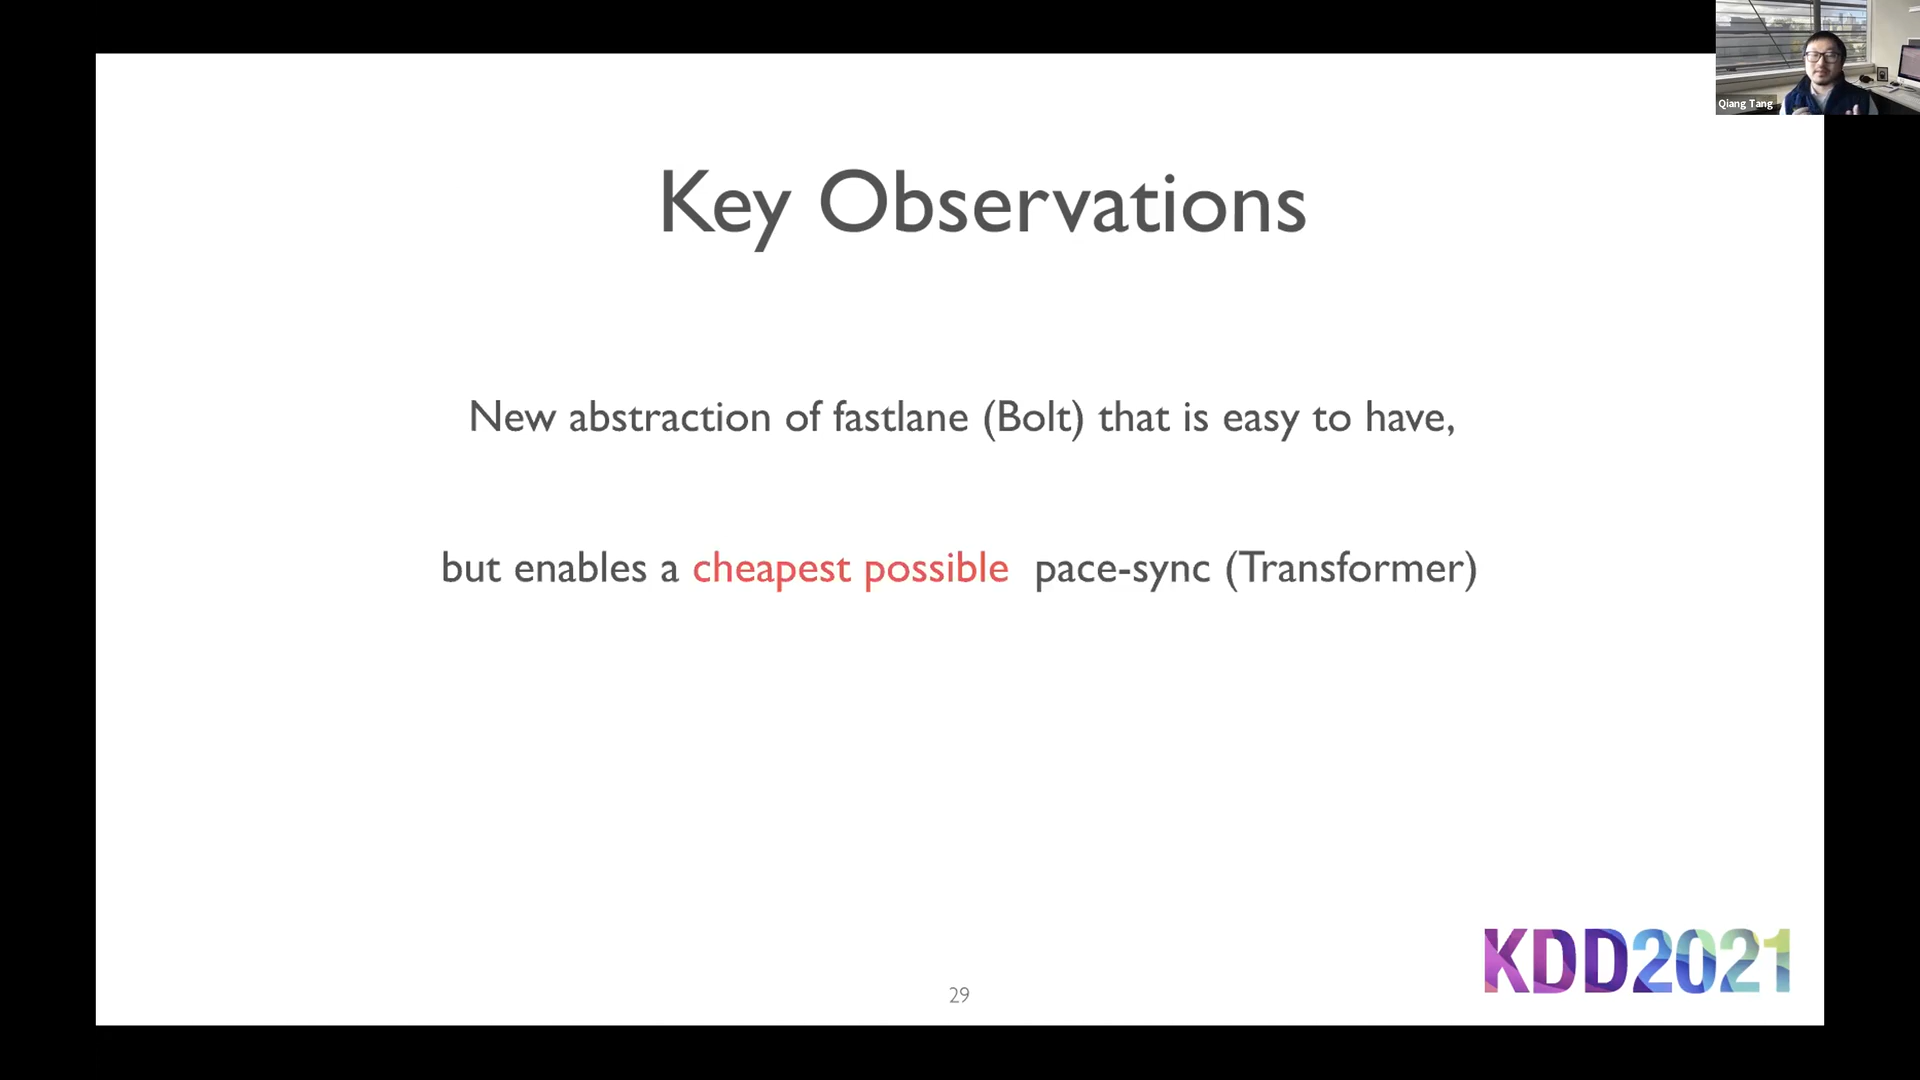 Qiang Tang
Key Observations
New abstraction of fastlane (Bolt) that is easy to have,
but enables a cheapest possible pace-sync (Transformer)
KDD2021
29